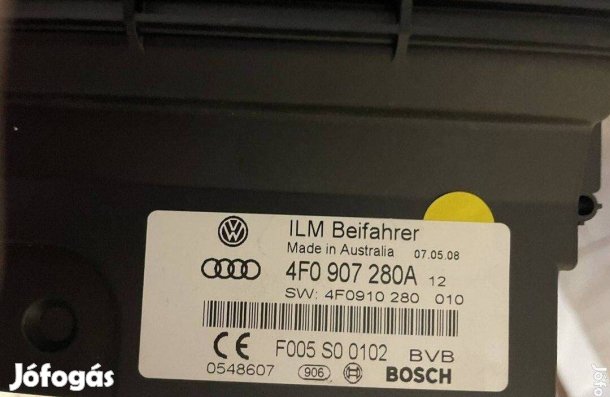 ILM Beifahrer
Made in Australia 07.05.08
4F0 907 280A 12
SW: 4F0910 280 010
CE F005 S0 0102 BVB
0548607 906 BOSCH
Jófogás